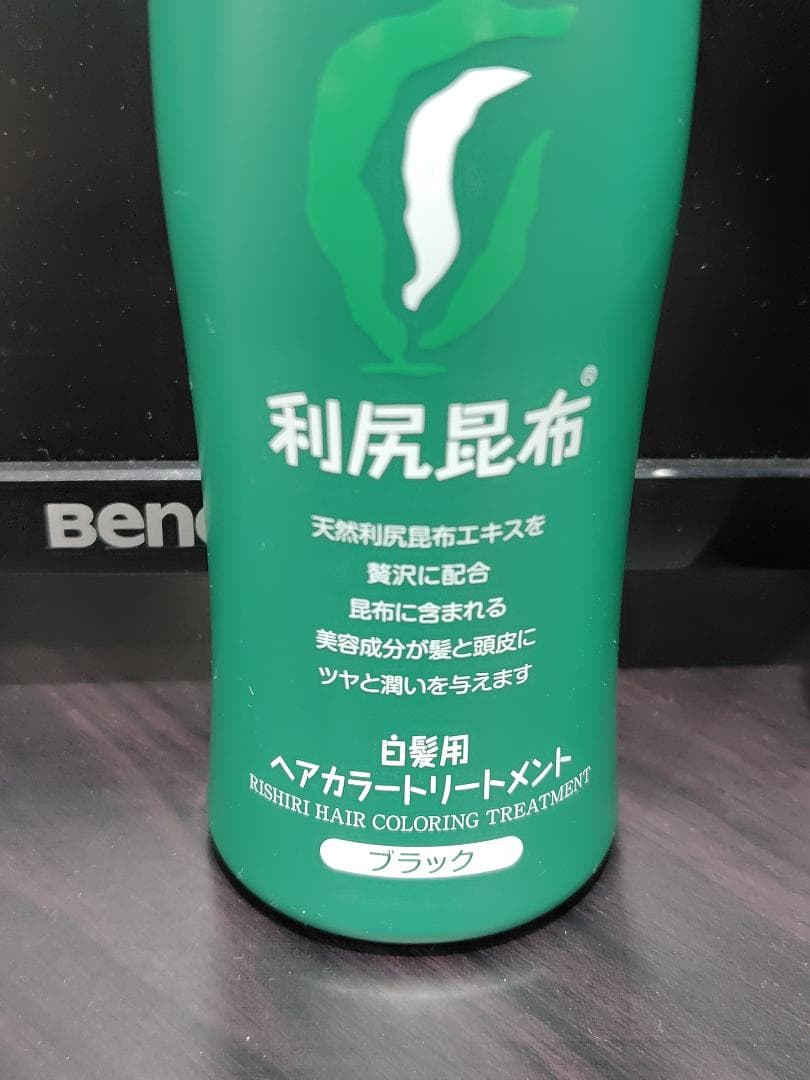 利尻昆布®
天然利尻昆布エキスを
贅沢に配合
昆布に含まれる
美容成分が髪と頭皮に
ツヤと潤いを与えます
白髪用
ヘアカラートリートメント
RISHIRI HAIR COLORING TREATMENT
ブラック
Ben